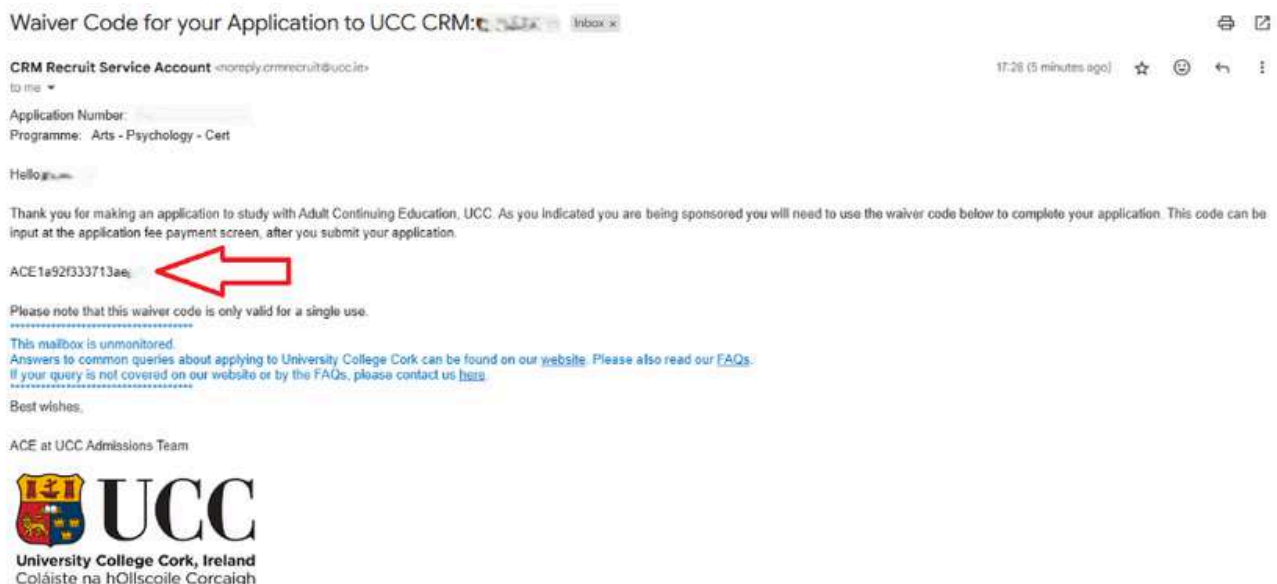 Waiver Code for your Application to UCC CRM: Inbox x
CRM Recruit Service Account <noreply.crmrecruit@ucc.ie> 17:28 (5 minutes ago)
to me
Application Number:
Programme: Arts - Psychology - Cert
Hello
Thank you for making an application to study with Adult Continuing Education, UCC. As you indicated you are being sponsored you will need to use the waiver code below to complete your application. This code can be
input at the application fee payment screen, after you submit your application.
ACE1a92f333713ae
Please note that this waiver code is only valid for a single use.
************************************
This mailbox is unmonitored.
Answers to common queries about applying to University College Cork can be found on our website. Please also read our FAQs.
If your query is not covered on our website or by the FAQs, please contact us here.
************************************
Best wishes,
ACE at UCC Admissions Team
UCC
University College Cork, Ireland
Coláiste na hOllscoile Corcaigh